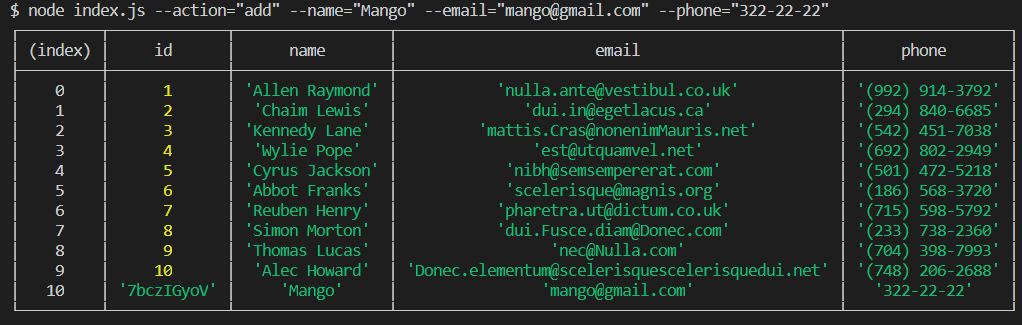 $ node index.js --action="add" --name="Mango" --email="mango@gmail.com" --phone="322-22-22"
(index) id name email phone
0 1 'Allen Raymond' 'nulla.ante@vestibul.co.uk' '(992) 914-3792'
1 2 'Chaim Lewis' 'dui.in@egetlacus.ca' '(294) 840-6685'
2 3 'Kennedy Lane' 'mattis.Cras@nonenimMauris.net' '(542) 451-7038'
3 4 'Wylie Pope' 'est@utquamvel.net' '(692) 802-2949'
4 5 'Cyrus Jackson' 'nibh@semsempererat.com' '(501) 472-5218'
5 6 'Abbot Franks' 'scelerisque@magnis.org' '(186) 568-3720'
6 7 'Reuben Henry' 'pharetra.ut@dictum.co.uk' '(715) 598-5792'
7 8 'Simon Morton' 'dui.Fusce.diam@Donec.com' '(233) 738-2360'
8 9 'Thomas Lucas' 'nec@Nulla.com' '(704) 398-7993'
9 10 'Alec Howard' 'Donec.elementum@scelerisquescelerisquedui.net' '(748) 206-2688'
10 '7bczIGyoV' 'Mango' 'mango@gmail.com' '322-22-22'